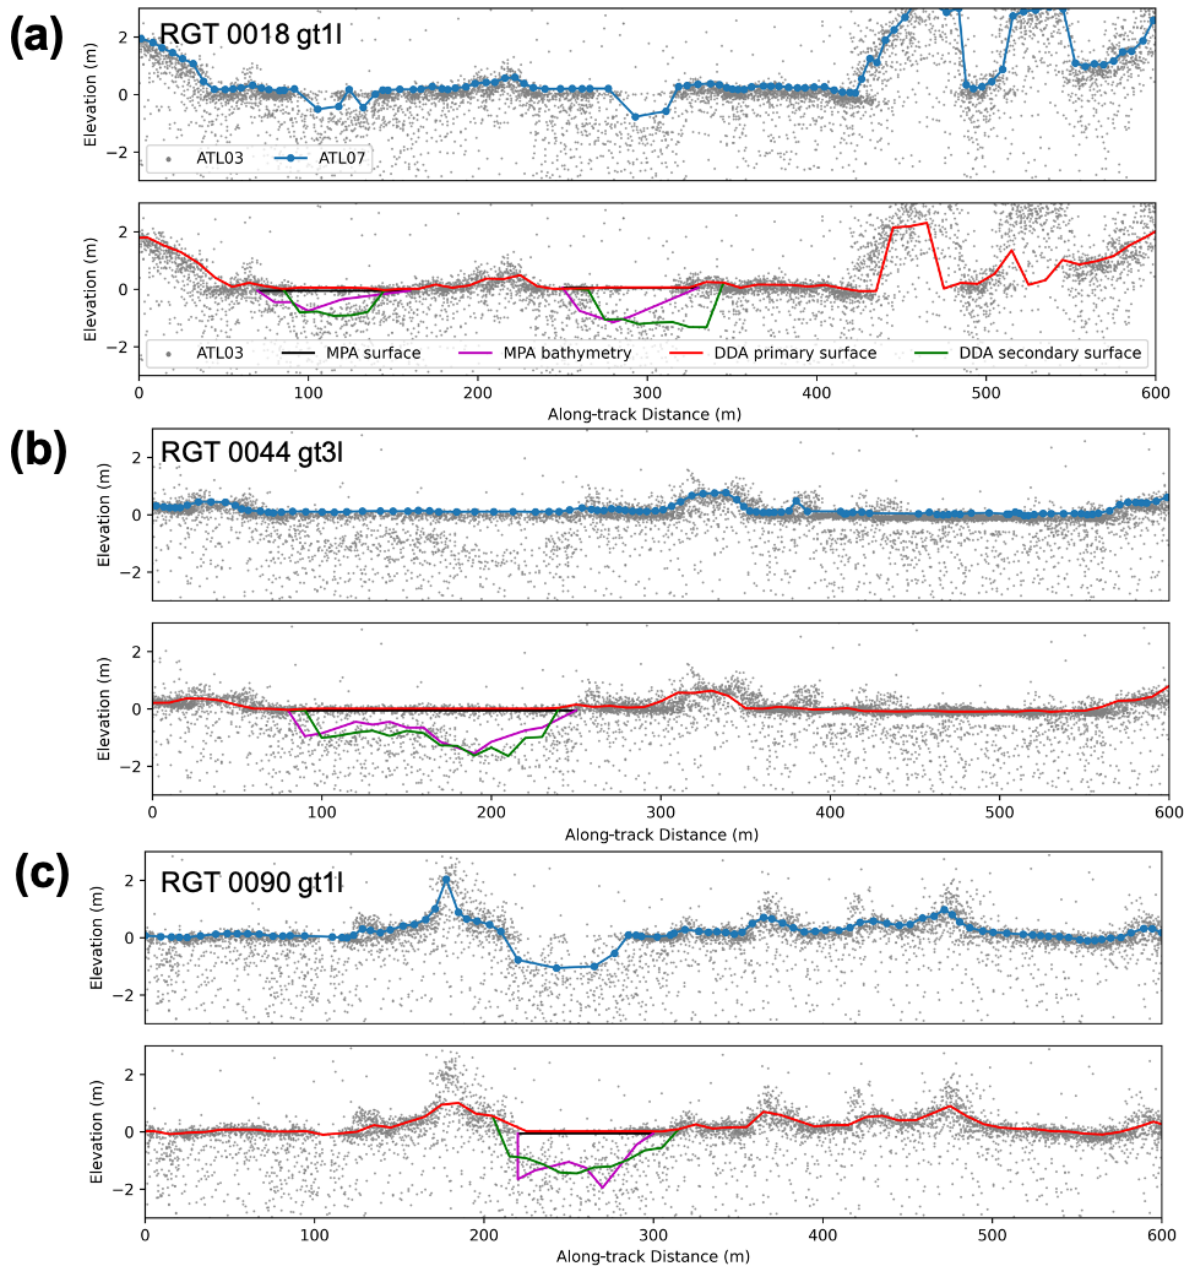 (a)
RGT 0018 gt1l
Elevation (m)
2
0
−2
ATL03
ATL07
Elevation (m)
2
0
−2
ATL03
MPA surface
MPA bathymetry
DDA primary surface
DDA secondary surface
0 100 200 300 400 500 600
Along-track Distance (m)
(b)
RGT 0044 gt3l
Elevation (m)
2
0
−2
Elevation (m)
2
0
−2
0 100 200 300 400 500 600
Along-track Distance (m)
(c)
RGT 0090 gt1l
Elevation (m)
2
0
−2
Elevation (m)
2
0
−2
0 100 200 300 400 500 600
Along-track Distance (m)